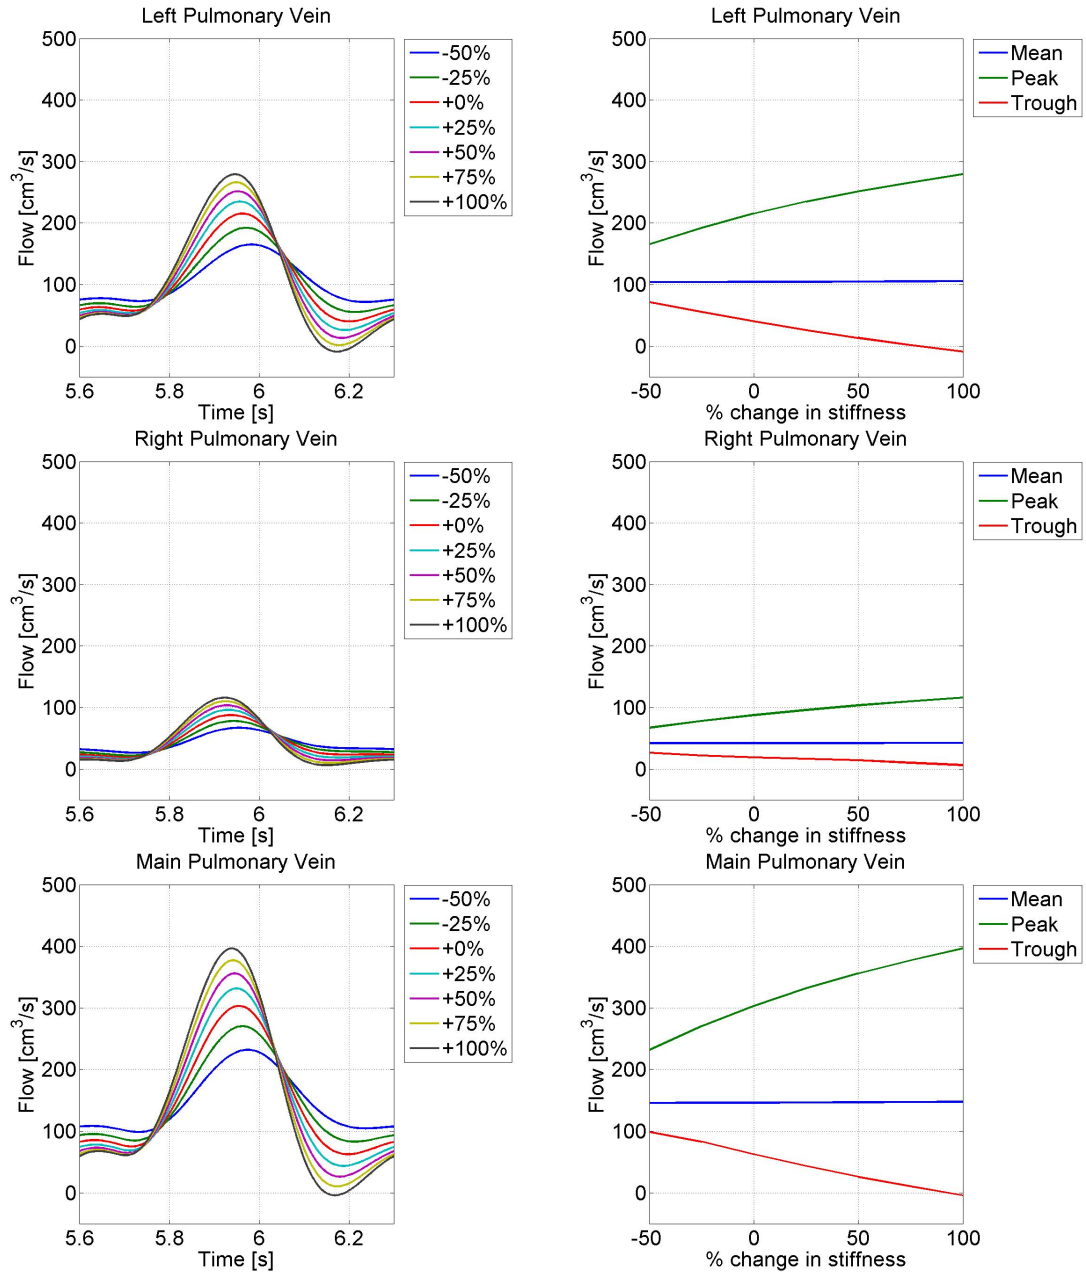 Left Pulmonary Vein
500
400
300
200
100
0
Flow [cm³/s]
5.6 5.8 6 6.2
Time [s]
-50%
-25%
+0%
+25%
+50%
+75%
+100%
Left Pulmonary Vein
500
400
300
200
100
0
Flow [cm³/s]
-50 0 50 100
% change in stiffness
Mean
Peak
Trough
Right Pulmonary Vein
500
400
300
200
100
0
Flow [cm³/s]
5.6 5.8 6 6.2
Time [s]
-50%
-25%
+0%
+25%
+50%
+75%
+100%
Right Pulmonary Vein
500
400
300
200
100
0
Flow [cm³/s]
-50 0 50 100
% change in stiffness
Mean
Peak
Trough
Main Pulmonary Vein
500
400
300
200
100
0
Flow [cm³/s]
5.6 5.8 6 6.2
Time [s]
-50%
-25%
+0%
+25%
+50%
+75%
+100%
Main Pulmonary Vein
500
400
300
200
100
0
Flow [cm³/s]
-50 0 50 100
% change in stiffness
Mean
Peak
Trough